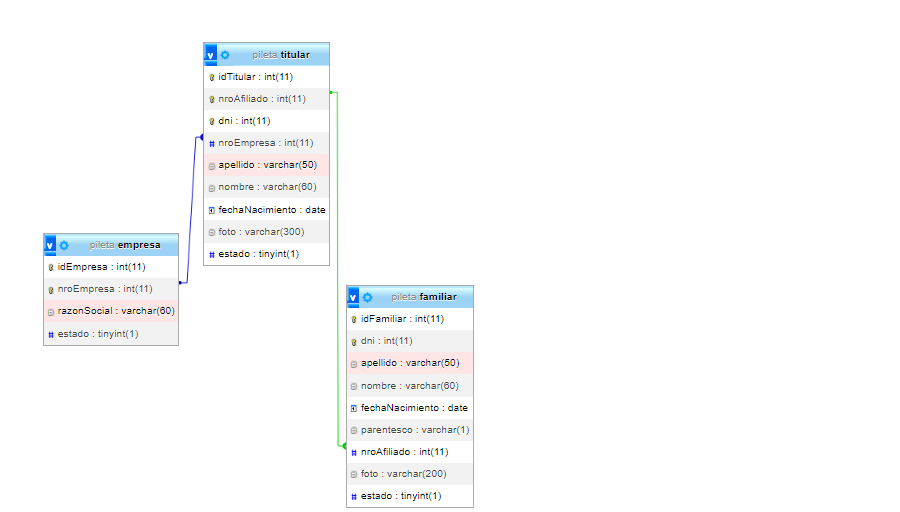 pileta titular
idTitular : int(11)
nroAfiliado : int(11)
dni : int(11)
nroEmpresa : int(11)
apellido : varchar(50)
nombre : varchar(60)
fechaNacimiento : date
foto : varchar(300)
estado : tinyint(1)
pileta empresa
idEmpresa : int(11)
nroEmpresa : int(11)
razonSocial : varchar(60)
estado : tinyint(1)
pileta familiar
idFamiliar : int(11)
dni : int(11)
apellido : varchar(50)
nombre : varchar(60)
fechaNacimiento : date
parentesco : varchar(1)
nroAfiliado : int(11)
foto : varchar(200)
estado : tinyint(1)